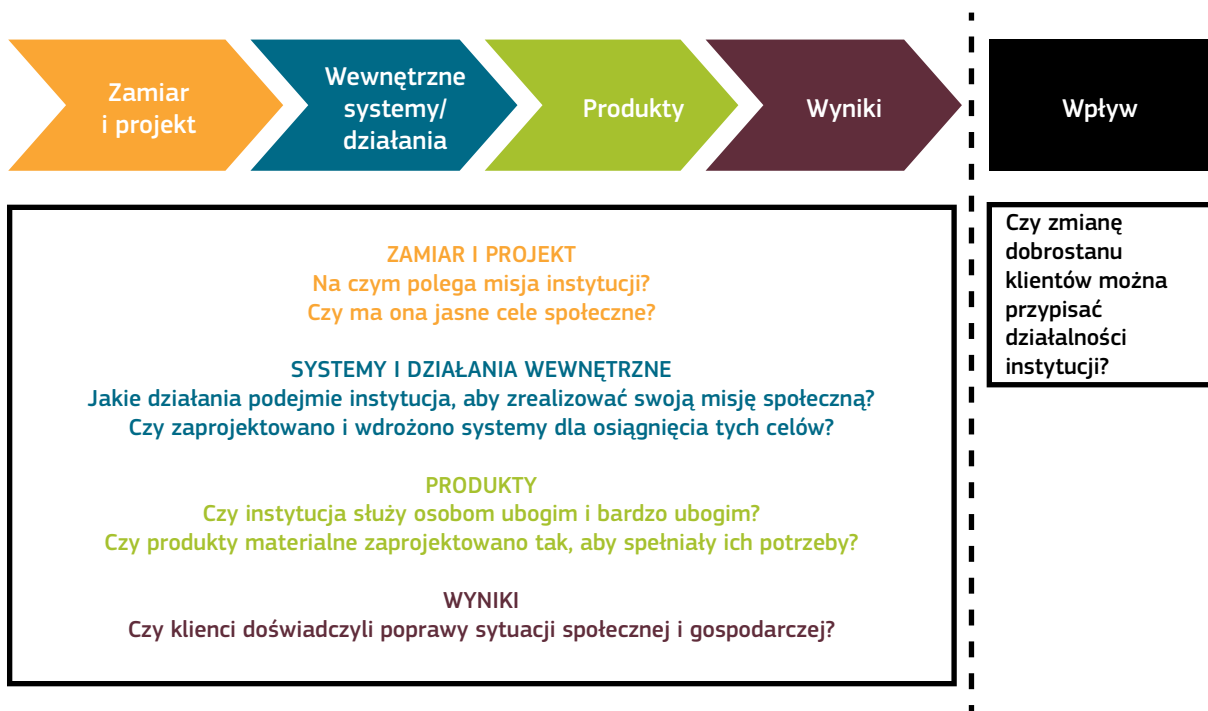 Zamiar
i projekt
Wewnętrzne
systemy/
działania
Produkty
Wyniki
Wpływ
ZAMIAR I PROJEKT
Na czym polega misja instytucji?
Czy ma ona jasne cele społeczne?
SYSTEMY I DZIAŁANIA WEWNĘTRZNE
Jakie działania podejmie instytucja, aby zrealizować swoją misję społeczną?
Czy zaprojektowano i wdrożono systemy dla osiągnięcia tych celów?
PRODUKTY
Czy instytucja służy osobom ubogim i bardzo ubogim?
Czy produkty materialne zaprojektowano tak, aby spełniały ich potrzeby?
WYNIKI
Czy klienci doświadczyli poprawy sytuacji społecznej i gospodarczej?
Czy zmianę
dobrostanu
klientów można
przypisać
działalności
instytucji?